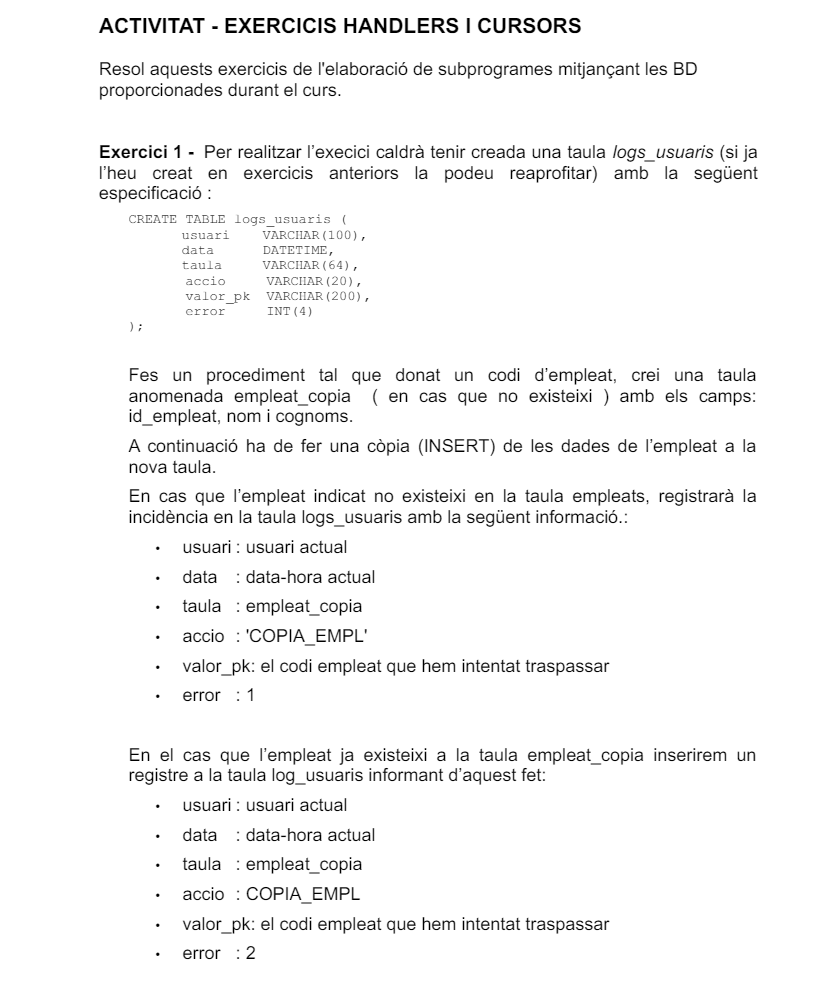 ACTIVITAT - EXERCICIS HANDLERS I CURSORS
Resol aquests exercicis de l'elaboració de subprogrames mitjançant les BD
proporcionades durant el curs.
Exercici 1 - Per realitzar l’execici caldrà tenir creada una taula logs_usuaris (si ja
l’heu creat en exercicis anteriors la podeu reaprofitar) amb la següent
especificació :
CREATE TABLE logs_usuaris (
usuari VARCHAR(100),
data DATETIME,
taula VARCHAR(64),
accio VARCHAR(20),
valor_pk VARCHAR(200),
error INT(4)
);
Fes un procediment tal que donat un codi d’empleat, crei una taula
anomenada empleat_copia ( en cas que no existeixi ) amb els camps:
id_empleat, nom i cognoms.
A continuació ha de fer una còpia (INSERT) de les dades de l’empleat a la
nova taula.
En cas que l’empleat indicat no existeixi en la taula empleats, registrarà la
incidència en la taula logs_usuaris amb la següent informació.:
• usuari : usuari actual
• data : data-hora actual
• taula : empleat_copia
• accio : 'COPIA_EMPL'
• valor_pk: el codi empleat que hem intentat traspassar
• error : 1
En el cas que l’empleat ja existeixi a la taula empleat_copia inserirem un
registre a la taula log_usuaris informant d’aquest fet:
• usuari : usuari actual
• data : data-hora actual
• taula : empleat_copia
• accio : COPIA_EMPL
• valor_pk: el codi empleat que hem intentat traspassar
• error : 2